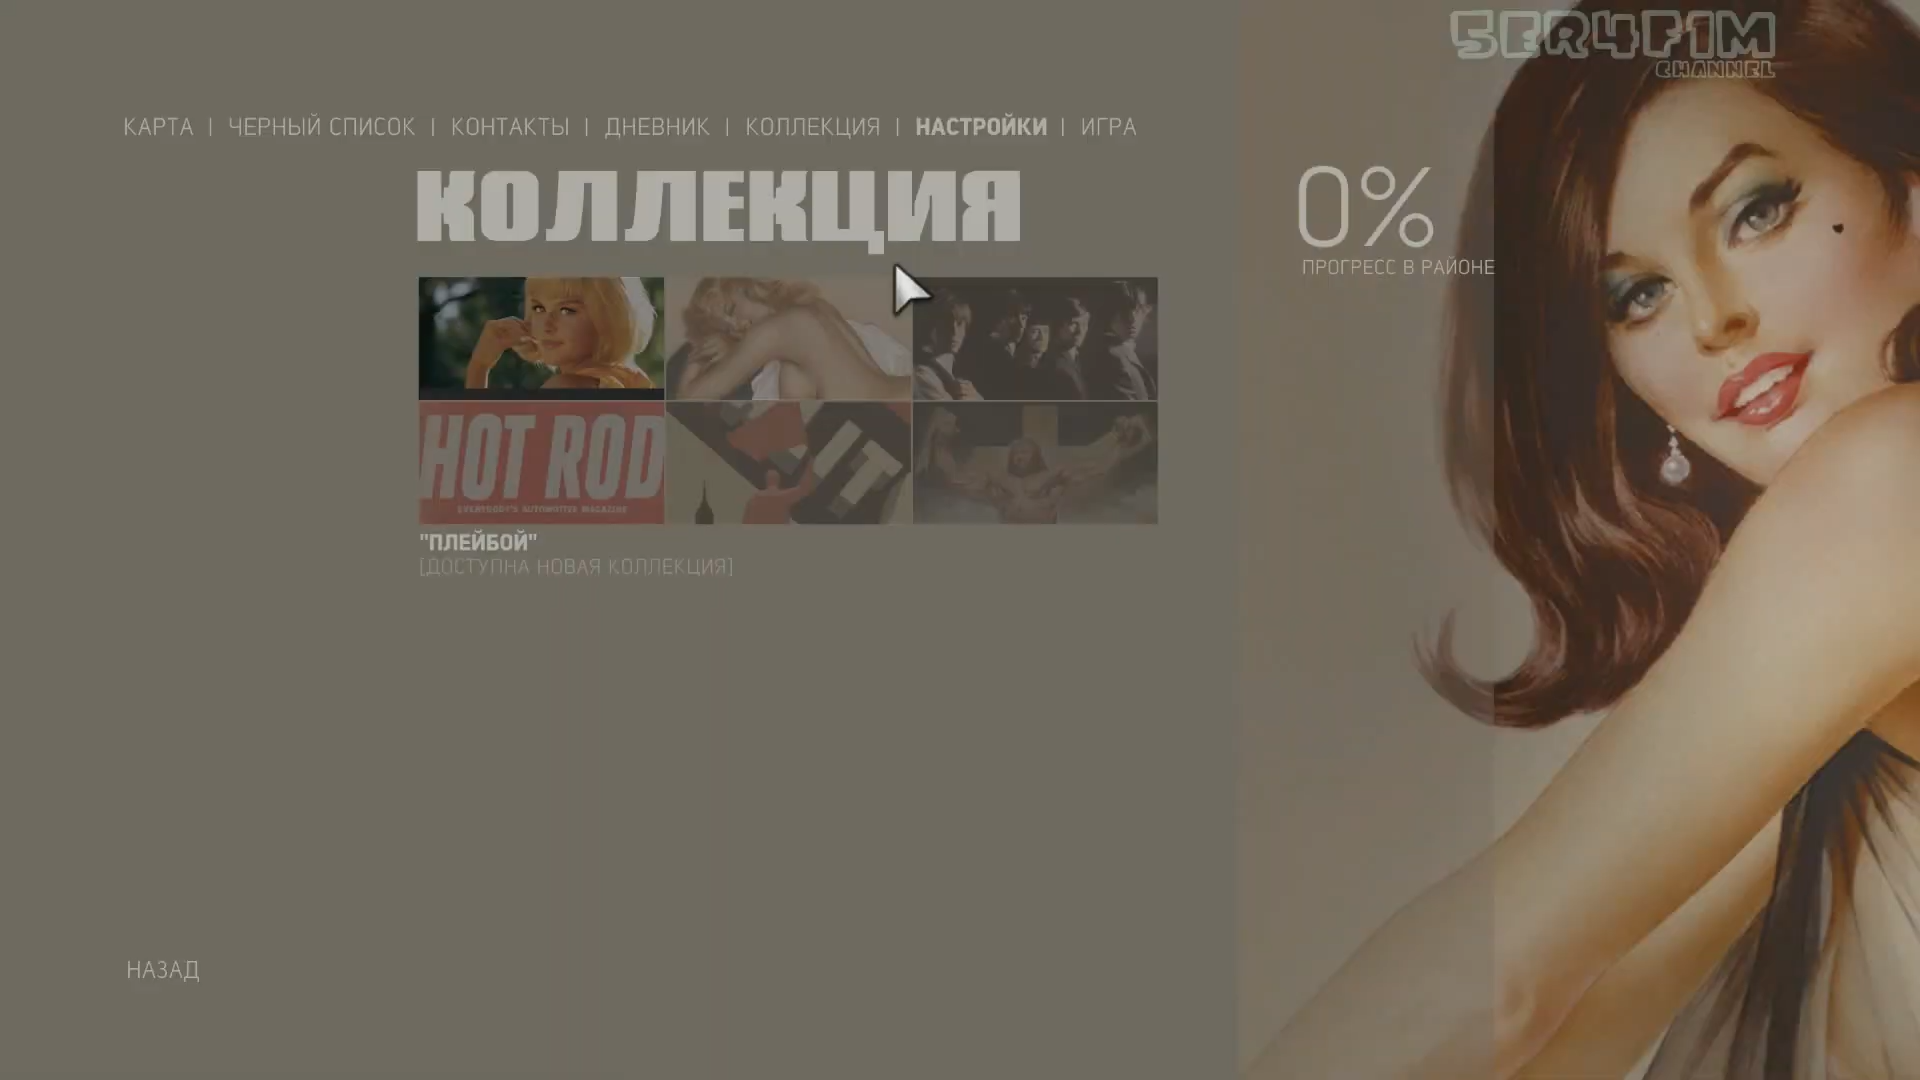 SER4F1M
CHANNEL
КАРТА | ЧЕРНЫЙ СПИСОК | КОНТАКТЫ | ДНЕВНИК | КОЛЛЕКЦИЯ | НАСТРОЙКИ | ИГРА
КОЛЛЕКЦИЯ
0%
ПРОГРЕСС В РАЙОНЕ
HOT ROD
EVERYBODY'S AUTOMOTIVE MAGAZINE
IT
"ПЛЕЙБОЙ"
[ДОСТУПНА НОВАЯ КОЛЛЕКЦИЯ]
НАЗАД